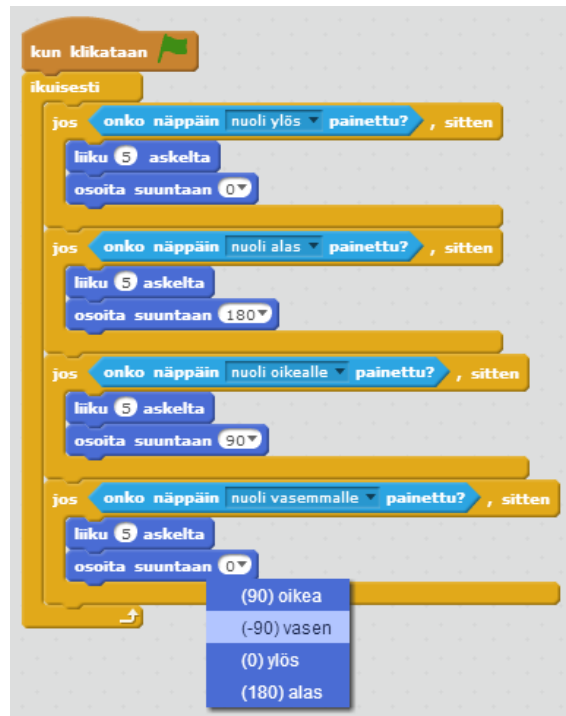 kun klikataan
ikuisesti
jos onko näppäin nuoli ylös painettu? , sitten
liiku 5 askelta
osoita suuntaan 0
jos onko näppäin nuoli alas painettu? , sitten
liiku 5 askelta
osoita suuntaan 180
jos onko näppäin nuoli oikealle painettu? , sitten
liiku 5 askelta
osoita suuntaan 90
jos onko näppäin nuoli vasemmalle painettu? , sitten
liiku 5 askelta
osoita suuntaan 0
(90) oikea
(-90) vasen
(0) ylös
(180) alas